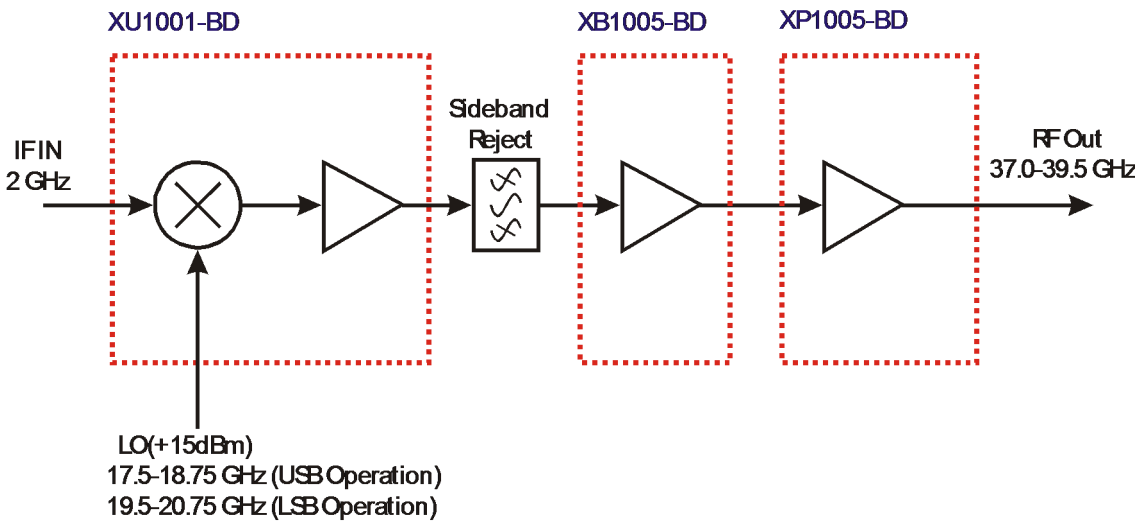 XU1001-BD
XB1005-BD
XP1005-BD
Sideband
Reject
IF IN
2 GHz
RF Out
37.0-39.5 GHz
LO(+15dBm)
17.5-18.75 GHz (USB Operation)
19.5-20.75 GHz (LSB Operation)